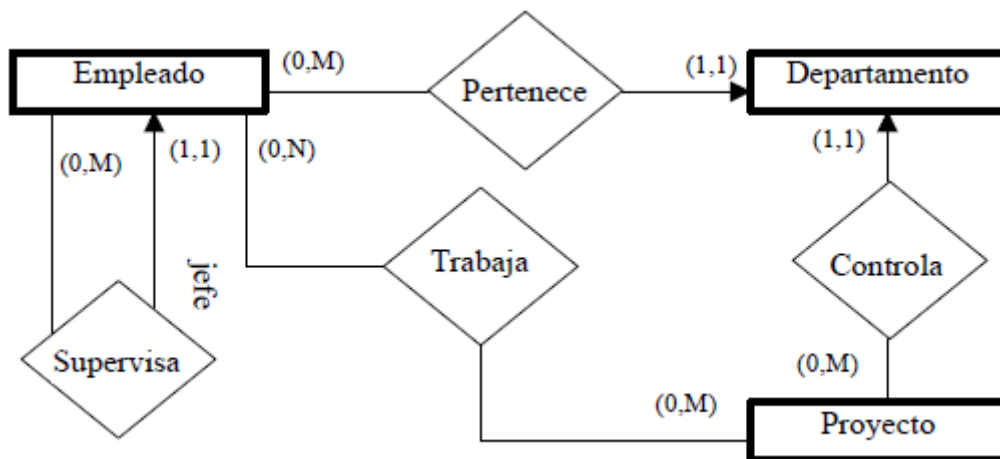 Empleado
(0,M)
Pertenece
(1,1)
Departamento
(0,M)
(1,1)
(0,N)
(1,1)
jefe
Trabaja
Controla
Supervisa
(0,M)
(0,M)
Proyecto